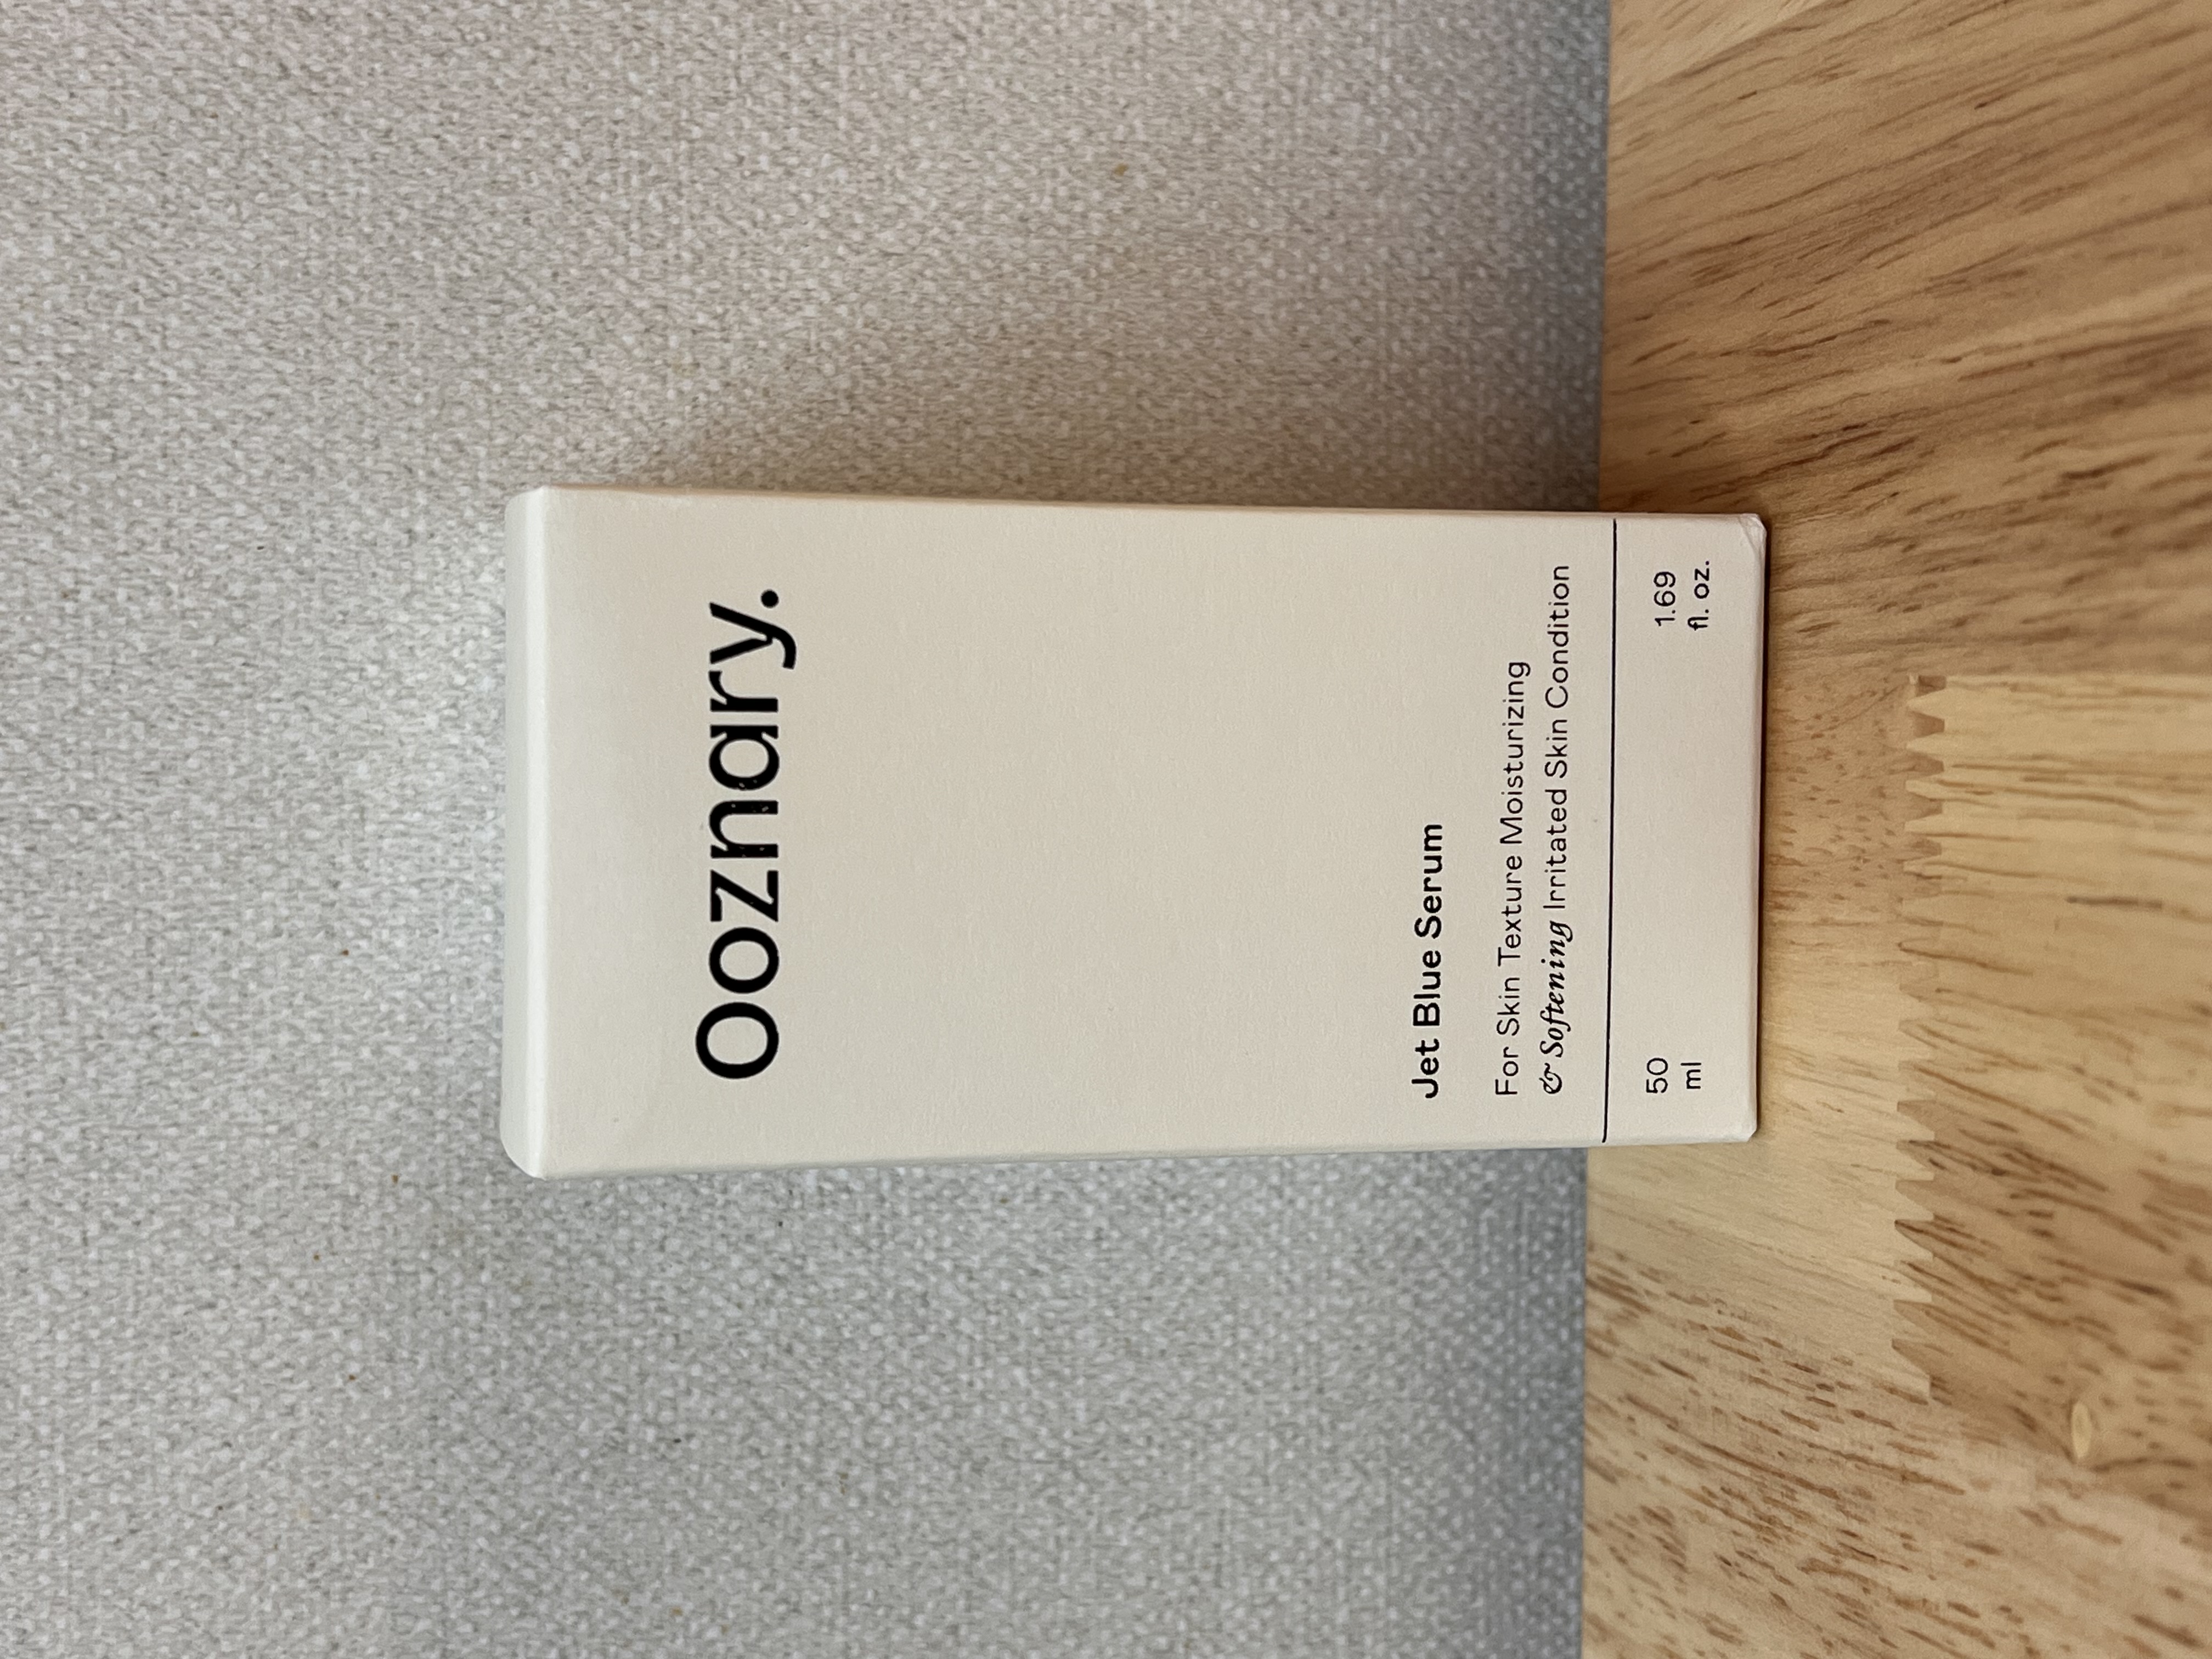 Ooznary.
Jet Blue Serum
For Skin Texture Moisturizing
& Softening Irritated Skin Condition
50 1.69
ml fl. oz.